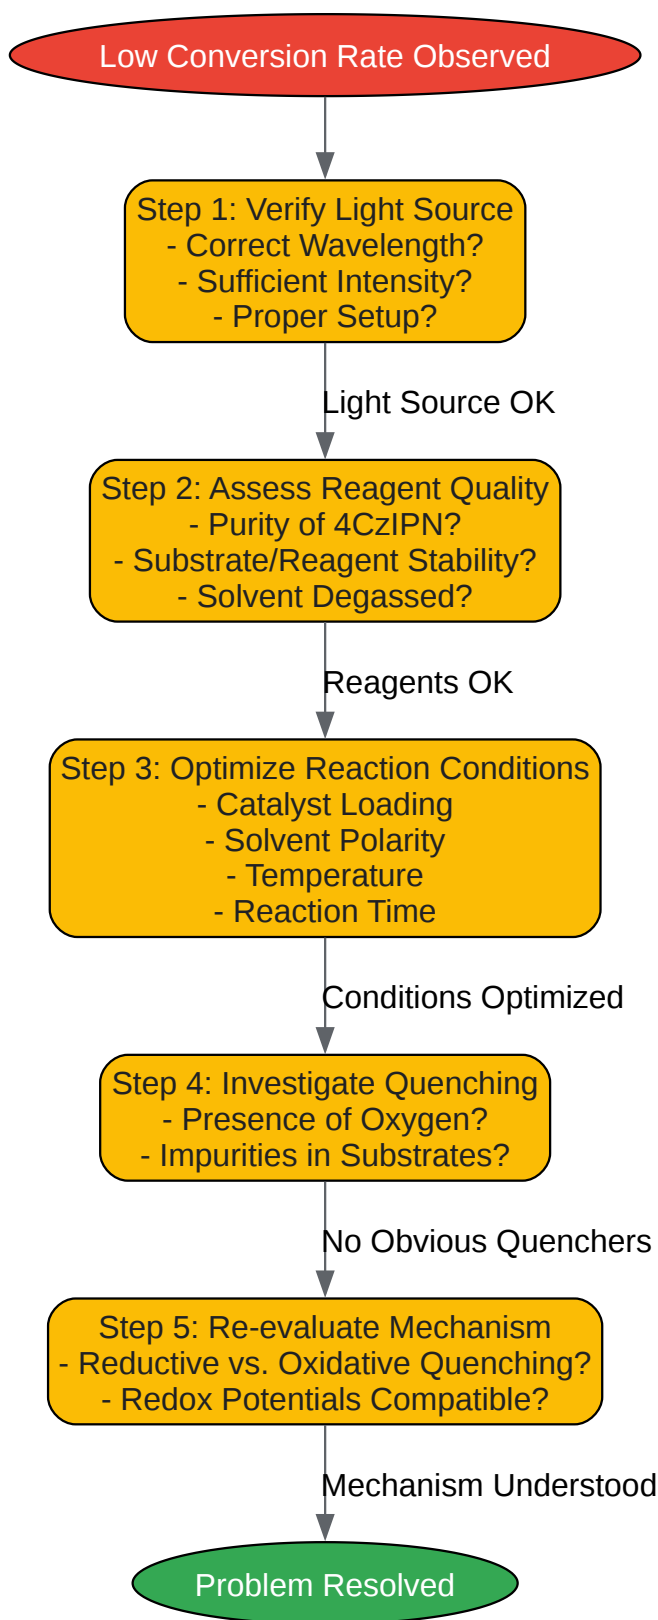 Low Conversion Rate Observed
Step 1: Verify Light Source
- Correct Wavelength?
- Sufficient Intensity?
- Proper Setup?
Light Source OK
Step 2: Assess Reagent Quality
- Purity of 4CzIPN?
- Substrate/Reagent Stability?
- Solvent Degassed?
Reagents OK
Step 3: Optimize Reaction Conditions
- Catalyst Loading
- Solvent Polarity
- Temperature
- Reaction Time
Conditions Optimized
Step 4: Investigate Quenching
- Presence of Oxygen?
- Impurities in Substrates?
No Obvious Quenchers
Step 5: Re-evaluate Mechanism
- Reductive vs. Oxidative Quenching?
- Redox Potentials Compatible?
Mechanism Understood
Problem Resolved